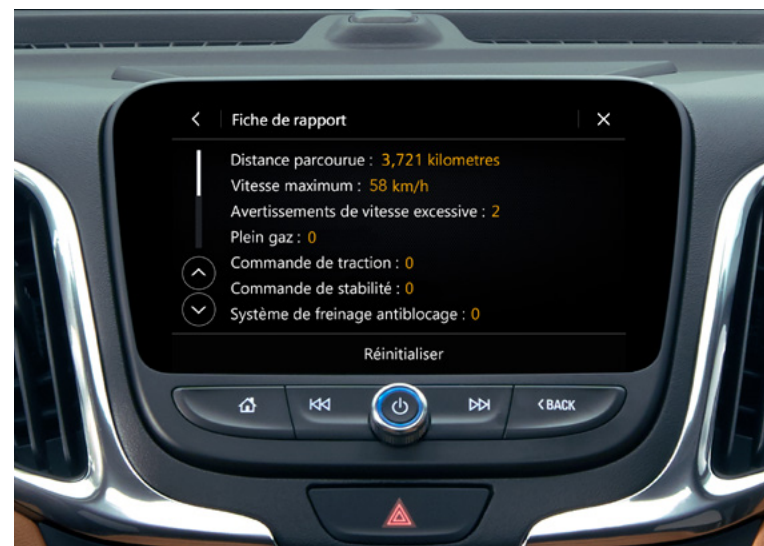 Fiche de rapport
Distance parcourue : 3,721 kilometres
Vitesse maximum : 58 km/h
Avertissements de vitesse excessive : 2
Plein gaz : 0
Commande de traction : 0
Commande de stabilité : 0
Système de freinage antiblocage : 0
Réinitialiser
BACK